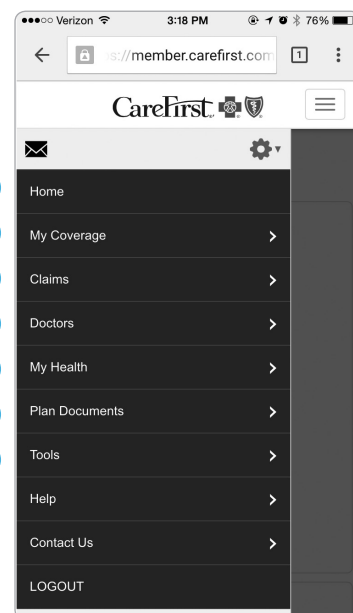 Verizon 3:18 PM 76%
s://member.carefirst.com 1
CareFirst
Home
My Coverage
Claims
Doctors
My Health
Plan Documents
Tools
Help
Contact Us
LOGOUT